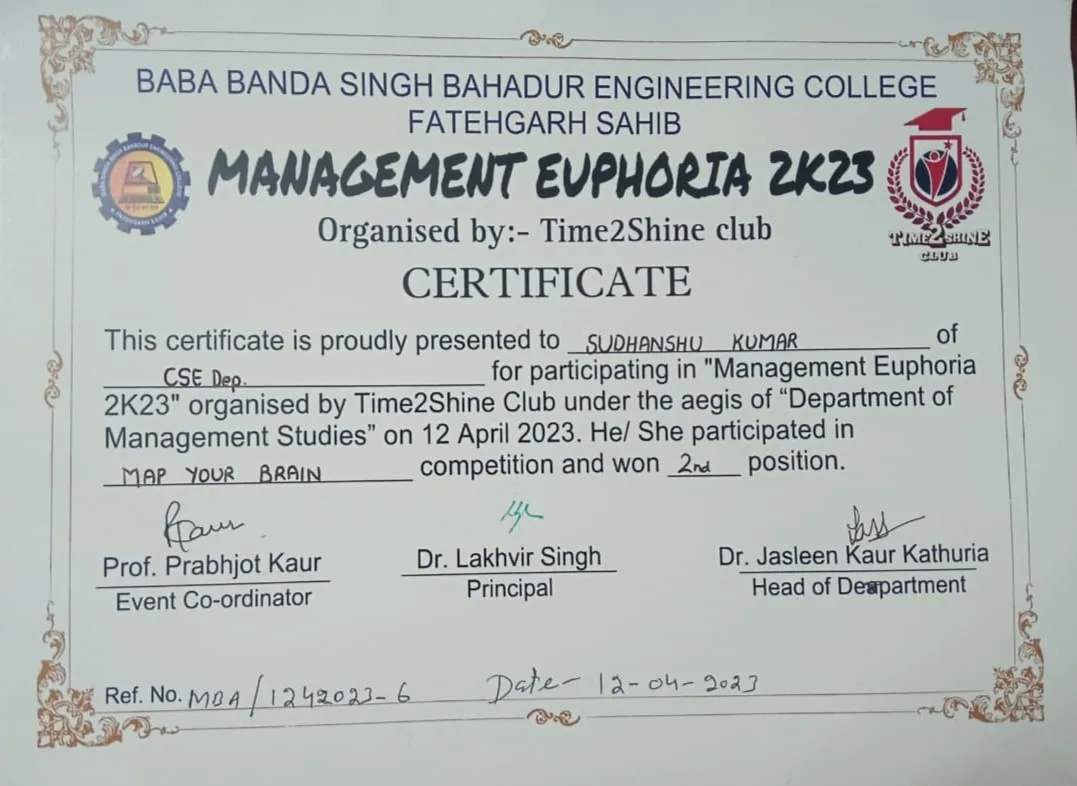 BABA BANDA SINGH BAHADUR ENGINEERING COLLEGE
FATEHGARH SAHIB
MANAGEMENT EUPHORIA 2K23
Organised by:- Time2Shine club
TIME2SHINE
CLUB
CERTIFICATE
This certificate is proudly presented to SUDHANSHU KUMAR of
CSE Dep. for participating in "Management Euphoria
2K23" organised by Time2Shine Club under the aegis of “Department of
Management Studies” on 12 April 2023. He/ She participated in
MAP YOUR BRAIN competition and won 2nd position.
Prof. Prabhjot Kaur
Event Co-ordinator
Dr. Lakhvir Singh
Principal
Dr. Jasleen Kaur Kathuria
Head of Deapartment
Ref. No. MBA/1242023-6 Date- 12-04-2023